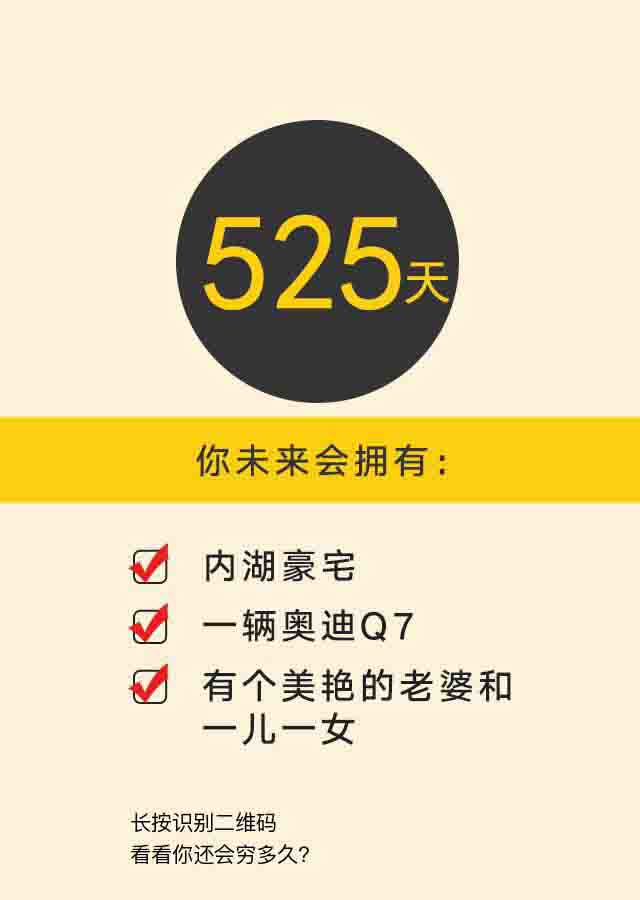 525天
你未来会拥有：
内湖豪宅
一辆奥迪Q7
有个美艳的老婆和
一儿一女
长按识别二维码
看看你还会穷多久?